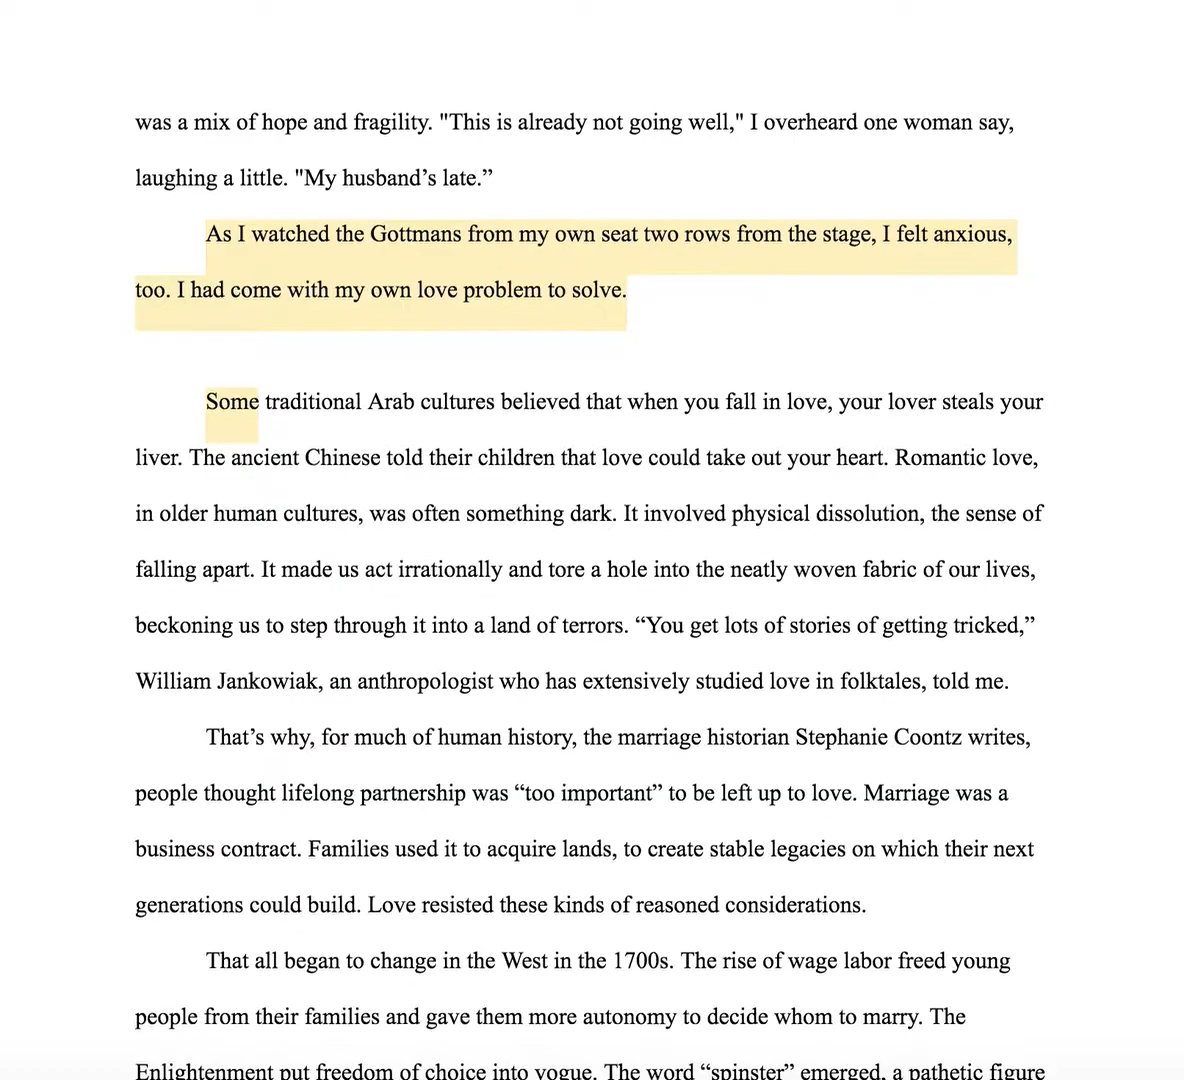 was a mix of hope and fragility. "This is already not going well," I overheard one woman say,
laughing a little. "My husband’s late.”
As I watched the Gottmans from my own seat two rows from the stage, I felt anxious,
too. I had come with my own love problem to solve.
Some traditional Arab cultures believed that when you fall in love, your lover steals your
liver. The ancient Chinese told their children that love could take out your heart. Romantic love,
in older human cultures, was often something dark. It involved physical dissolution, the sense of
falling apart. It made us act irrationally and tore a hole into the neatly woven fabric of our lives,
beckoning us to step through it into a land of terrors. “You get lots of stories of getting tricked,”
William Jankowiak, an anthropologist who has extensively studied love in folktales, told me.
That’s why, for much of human history, the marriage historian Stephanie Coontz writes,
people thought lifelong partnership was “too important” to be left up to love. Marriage was a
business contract. Families used it to acquire lands, to create stable legacies on which their next
generations could build. Love resisted these kinds of reasoned considerations.
That all began to change in the West in the 1700s. The rise of wage labor freed young
people from their families and gave them more autonomy to decide whom to marry. The
Enlightenment put freedom of choice into vogue. The word “spinster” emerged, a pathetic figure